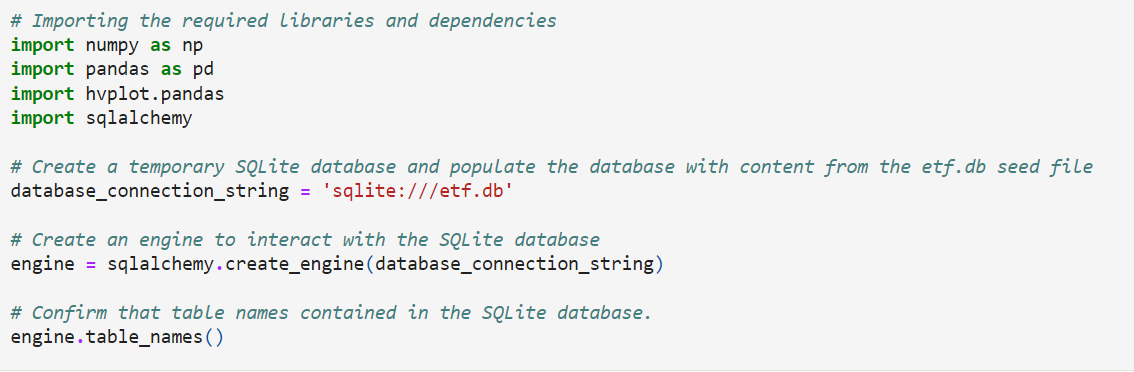 # Importing the required libraries and dependencies
import numpy as np
import pandas as pd
import hvplot.pandas
import sqlalchemy
# Create a temporary SQLite database and populate the database with content from the etf.db seed file
database_connection_string = 'sqlite:///etf.db'
# Create an engine to interact with the SQLite database
engine = sqlalchemy.create_engine(database_connection_string)
# Confirm that table names contained in the SQLite database.
engine.table_names()